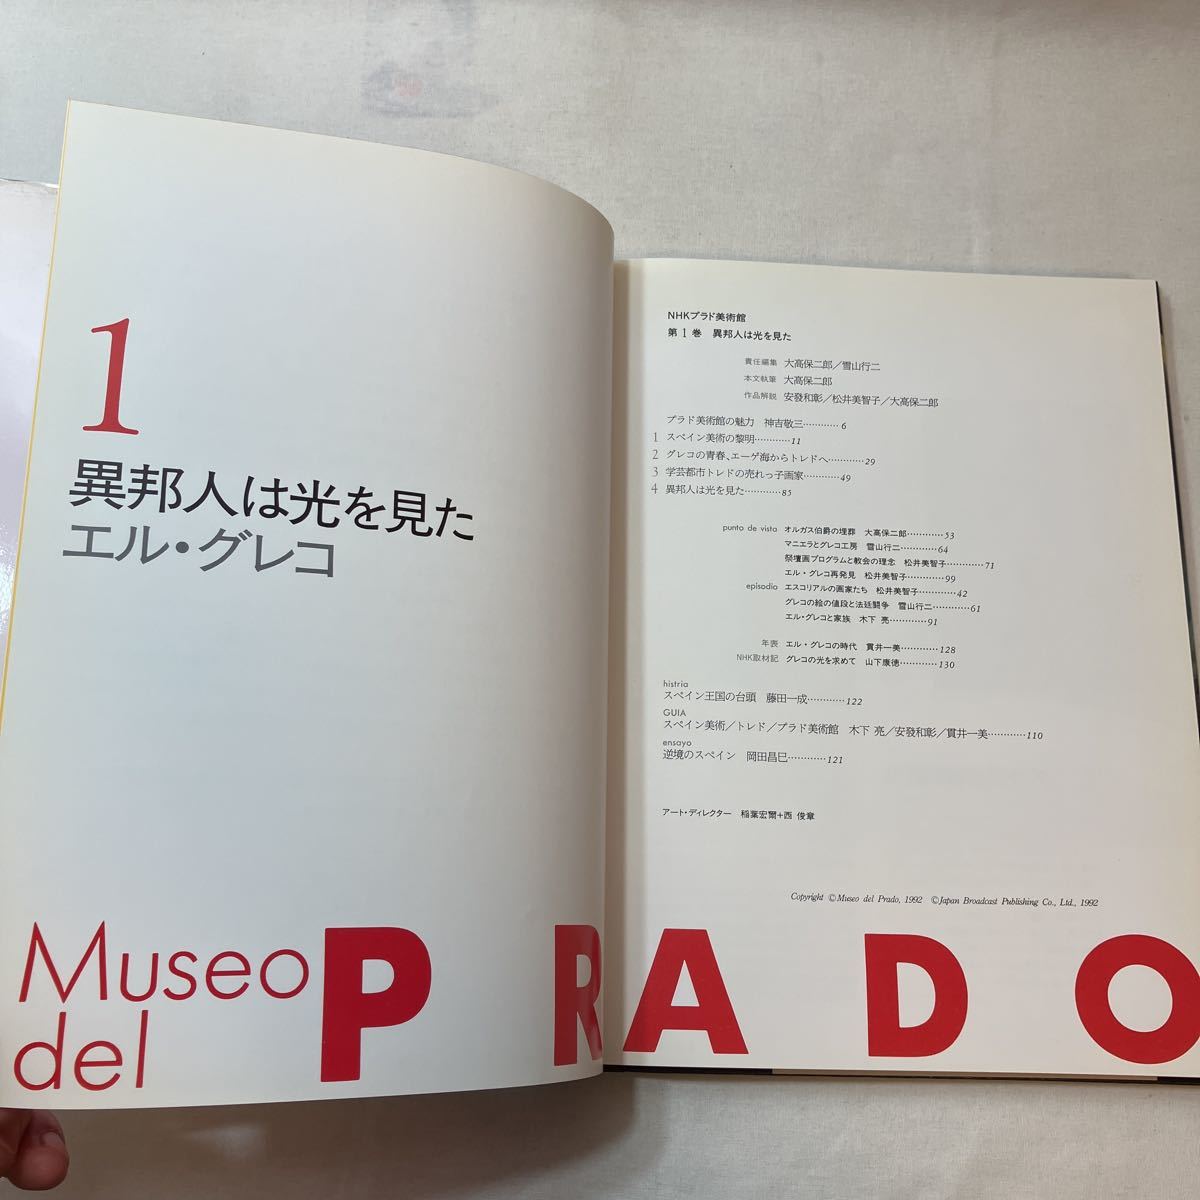 1
異邦人は光を見た
エル・グレコ
Museo
del
PRADO
NHKプラド美術館
第1巻 異邦人は光を見た
責任編集 大髙保二郎／雪山行二
本文執筆 大髙保二郎
作品解説 安發和彰／松井美智子／大髙保二郎
プラド美術館の魅力 神吉敬三…………6
1 スペイン美術の黎明…………11
2 グレコの青春、エーゲ海からトレドへ…………29
3 学芸都市トレドの売れっ子画家…………49
4 異邦人は光を見た…………85
punto de vista オルガス伯爵の埋葬 大髙保二郎…………53
マニエラとグレコ工房 雪山行二…………64
祭壇画プログラムと教会の理念 松井美智子…………71
エル・グレコ再発見 松井美智子…………99
episodio エスコリアルの画家たち 松井美智子…………42
グレコの絵の値段と法廷闘争 雪山行二…………61
エル・グレコと家族 木下 亮…………91
年表 エル・グレコの時代 貫井一美…………128
NHK取材記 グレコの光を求めて 山下康徳…………130
histria
スペイン王国の台頭 藤田一成…………122
GUIA
スペイン美術／トレド／プラド美術館 木下 亮／安發和彰／貫井一美…………110
ensayo
逆境のスペイン 岡田昌巳…………121
アート・ディレクター 稲葉宏爾＋西 俊章
Copyright ©Museo del Prado, 1992 ©Japan Broadcast Publishing Co., Ltd., 1992